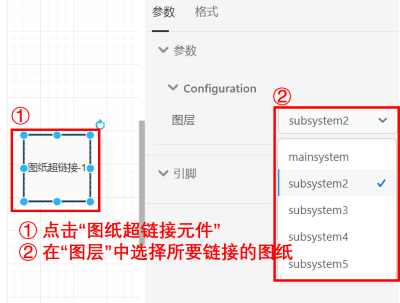 参数 格式
参数
Configuration
①
②
图层
subsystem2
图纸超链接-1
mainsystem
subsystem2
引脚
subsystem3
subsystem4
subsystem5
① 点击“图纸超链接元件”
② 在“图层”中选择所要链接的图纸